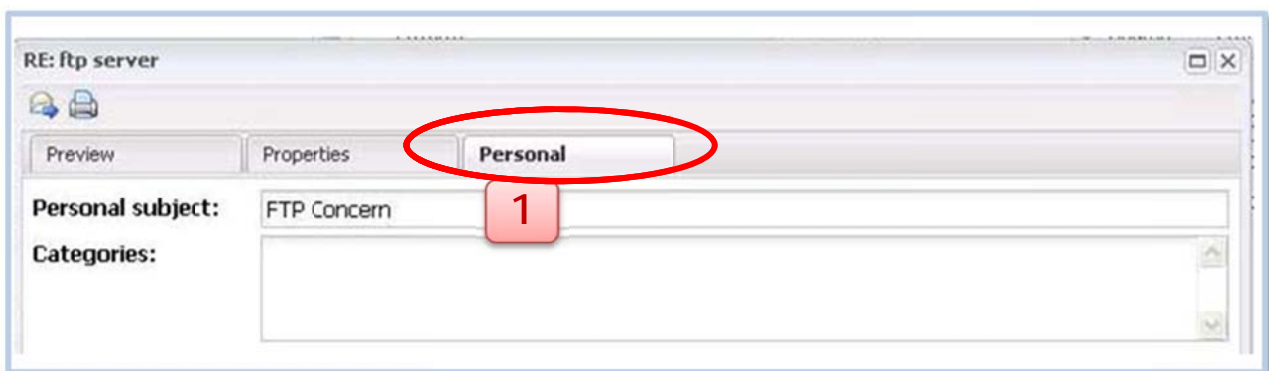 RE: ftp server
Preview Properties Personal
Personal subject: FTP Concern
1
Categories: